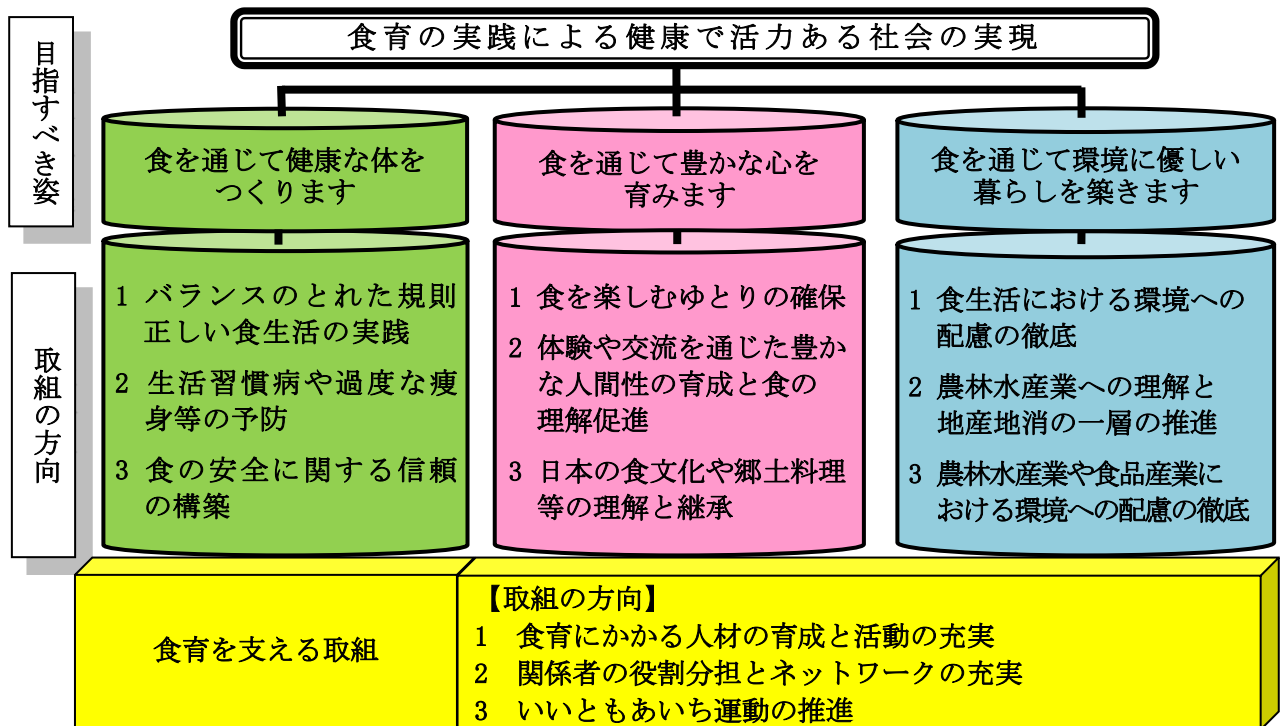 食育の実践による健康で活力ある社会の実現
目指すべき姿
食を通じて健康な体を
つくります
食を通じて豊かな心を
育みます
食を通じて環境に優しい
暮らしを築きます
取組の方向
1 バランスのとれた規則
正しい食生活の実践
2 生活習慣病や過度な痩
身等の予防
3 食の安全に関する信頼
の構築
1 食を楽しむゆとりの確保
2 体験や交流を通じた豊か
な人間性の育成と食の
理解促進
3 日本の食文化や郷土料理
等の理解と継承
1 食生活における環境への
配慮の徹底
2 農林水産業への理解と
地産地消の一層の推進
3 農林水産業や食品産業に
おける環境への配慮の徹底
食育を支える取組
【取組の方向】
1 食育にかかる人材の育成と活動の充実
2 関係者の役割分担とネットワークの充実
3 いいともあいち運動の推進